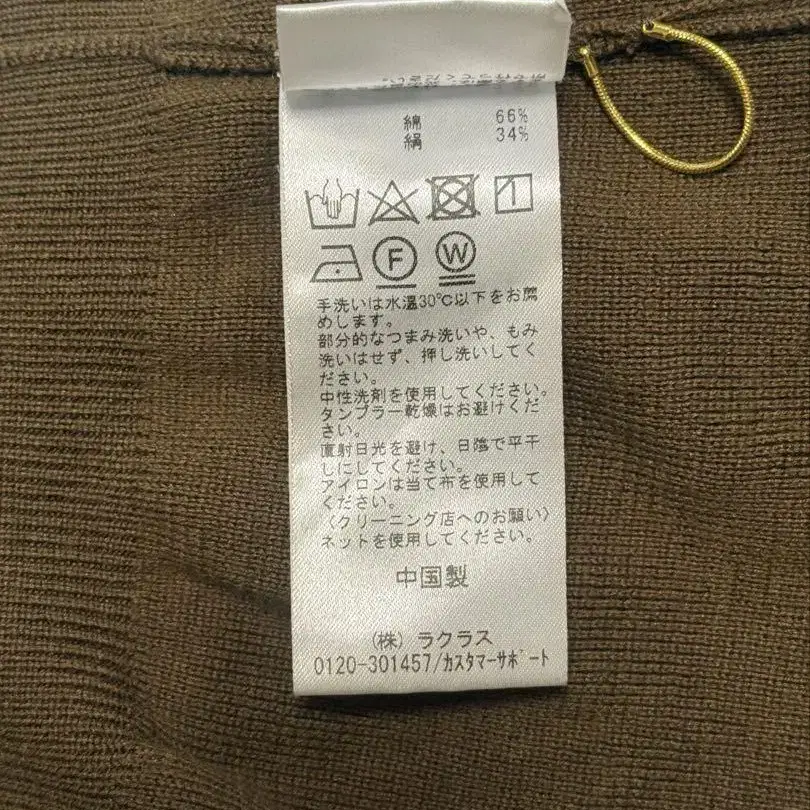 綿 66%
絹 34%
F W
手洗いは水温30℃以下をお薦
めします。
部分的なつまみ洗いや、もみ
洗いはせず、押し洗いしてく
ださい。
中性洗剤を使用してください。
タンブラー乾燥はお避けくだ
さい。
直射日光を避け、日陰で平干
しにしてください。
アイロンは当て布を使用して
ください。
〈クリーニング店へのお願い〉
ネットを使用してください。
中国製
(株) ラクラス
0120-301457/カスタマーサポート